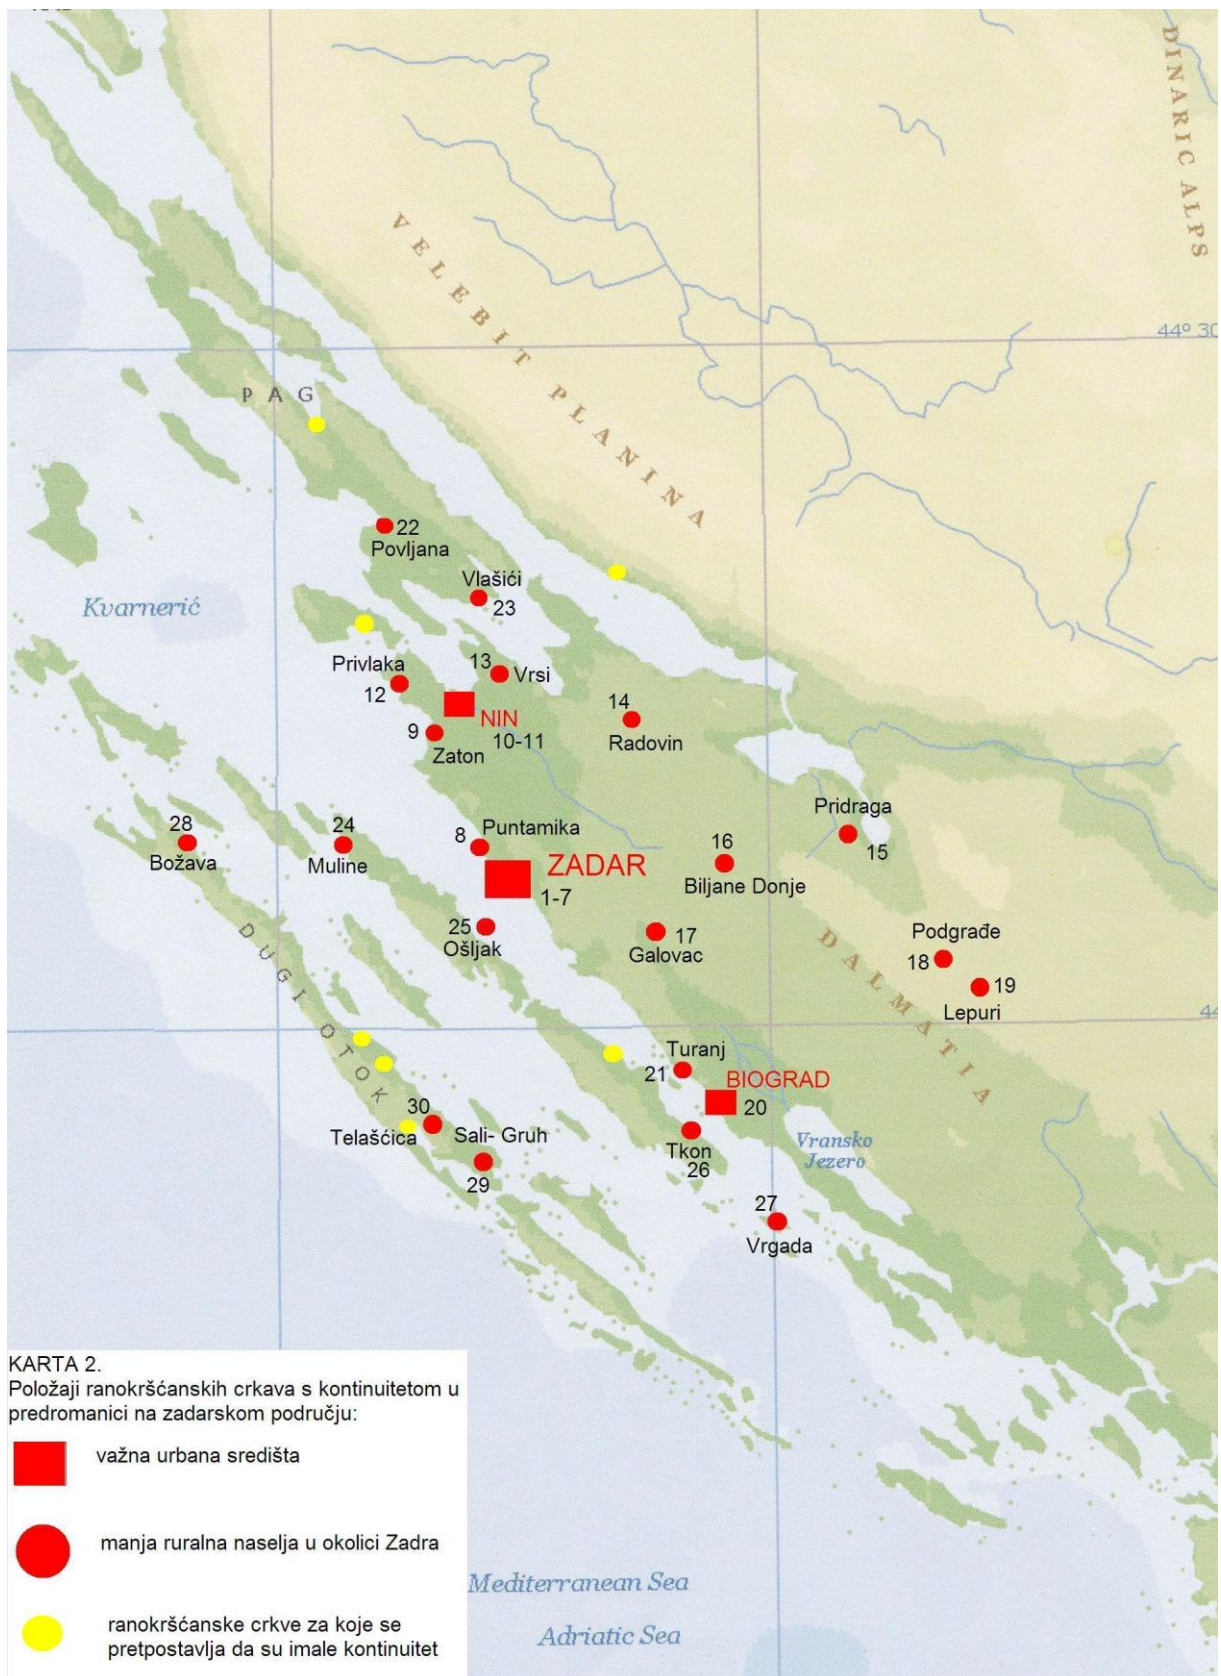 DINARIC ALPS
VELEBIT PLANINA
44° 30
PAG
22
Povljana
Vlašići
23
Kvarnerić
Privlaka
12
13
Vrsi
NIN
10-11
9
Zaton
14
Radovin
Pridraga
15
28
Božava
24
Muline
8
Puntamika
ZADAR
1-7
16
Biljane Donje
25
Ošljak
17
Galovac
Podgrađe
18
19
Lepuri
DALMATIA
DUGI OTOK
44
Turanj
21
BIOGRAD
20
30
Telašćica
Sali- Gruh
29
Tkon
26
Vransko
Jezero
27
Vrgada
KARTA 2.
Položaji ranokršćanskih crkava s kontinuitetom u
predromanici na zadarskom području:
važna urbana središta
manja ruralna naselja u okolici Zadra
ranokršćanske crkve za koje se
pretpostavlja da su imale kontinuitet
Mediterranean Sea
Adriatic Sea